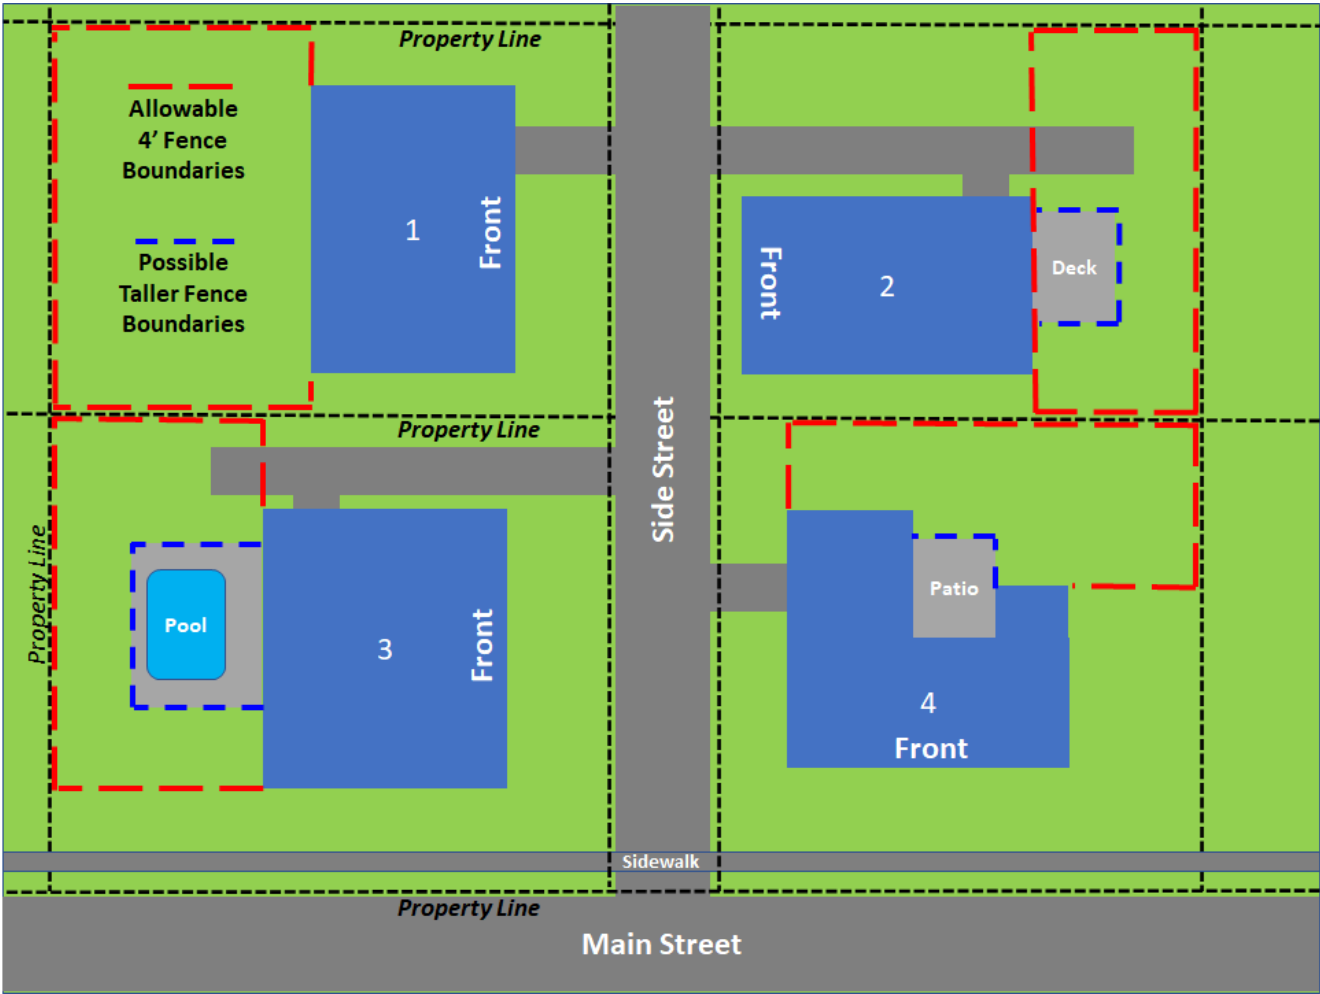 Property Line
Allowable
4’ Fence
Boundaries
Possible
Taller Fence
Boundaries
1
Front
Front
2
Deck
Property Line
Side Street
Property Line
Pool
3
Front
Patio
4
Front
Sidewalk
Property Line
Main Street